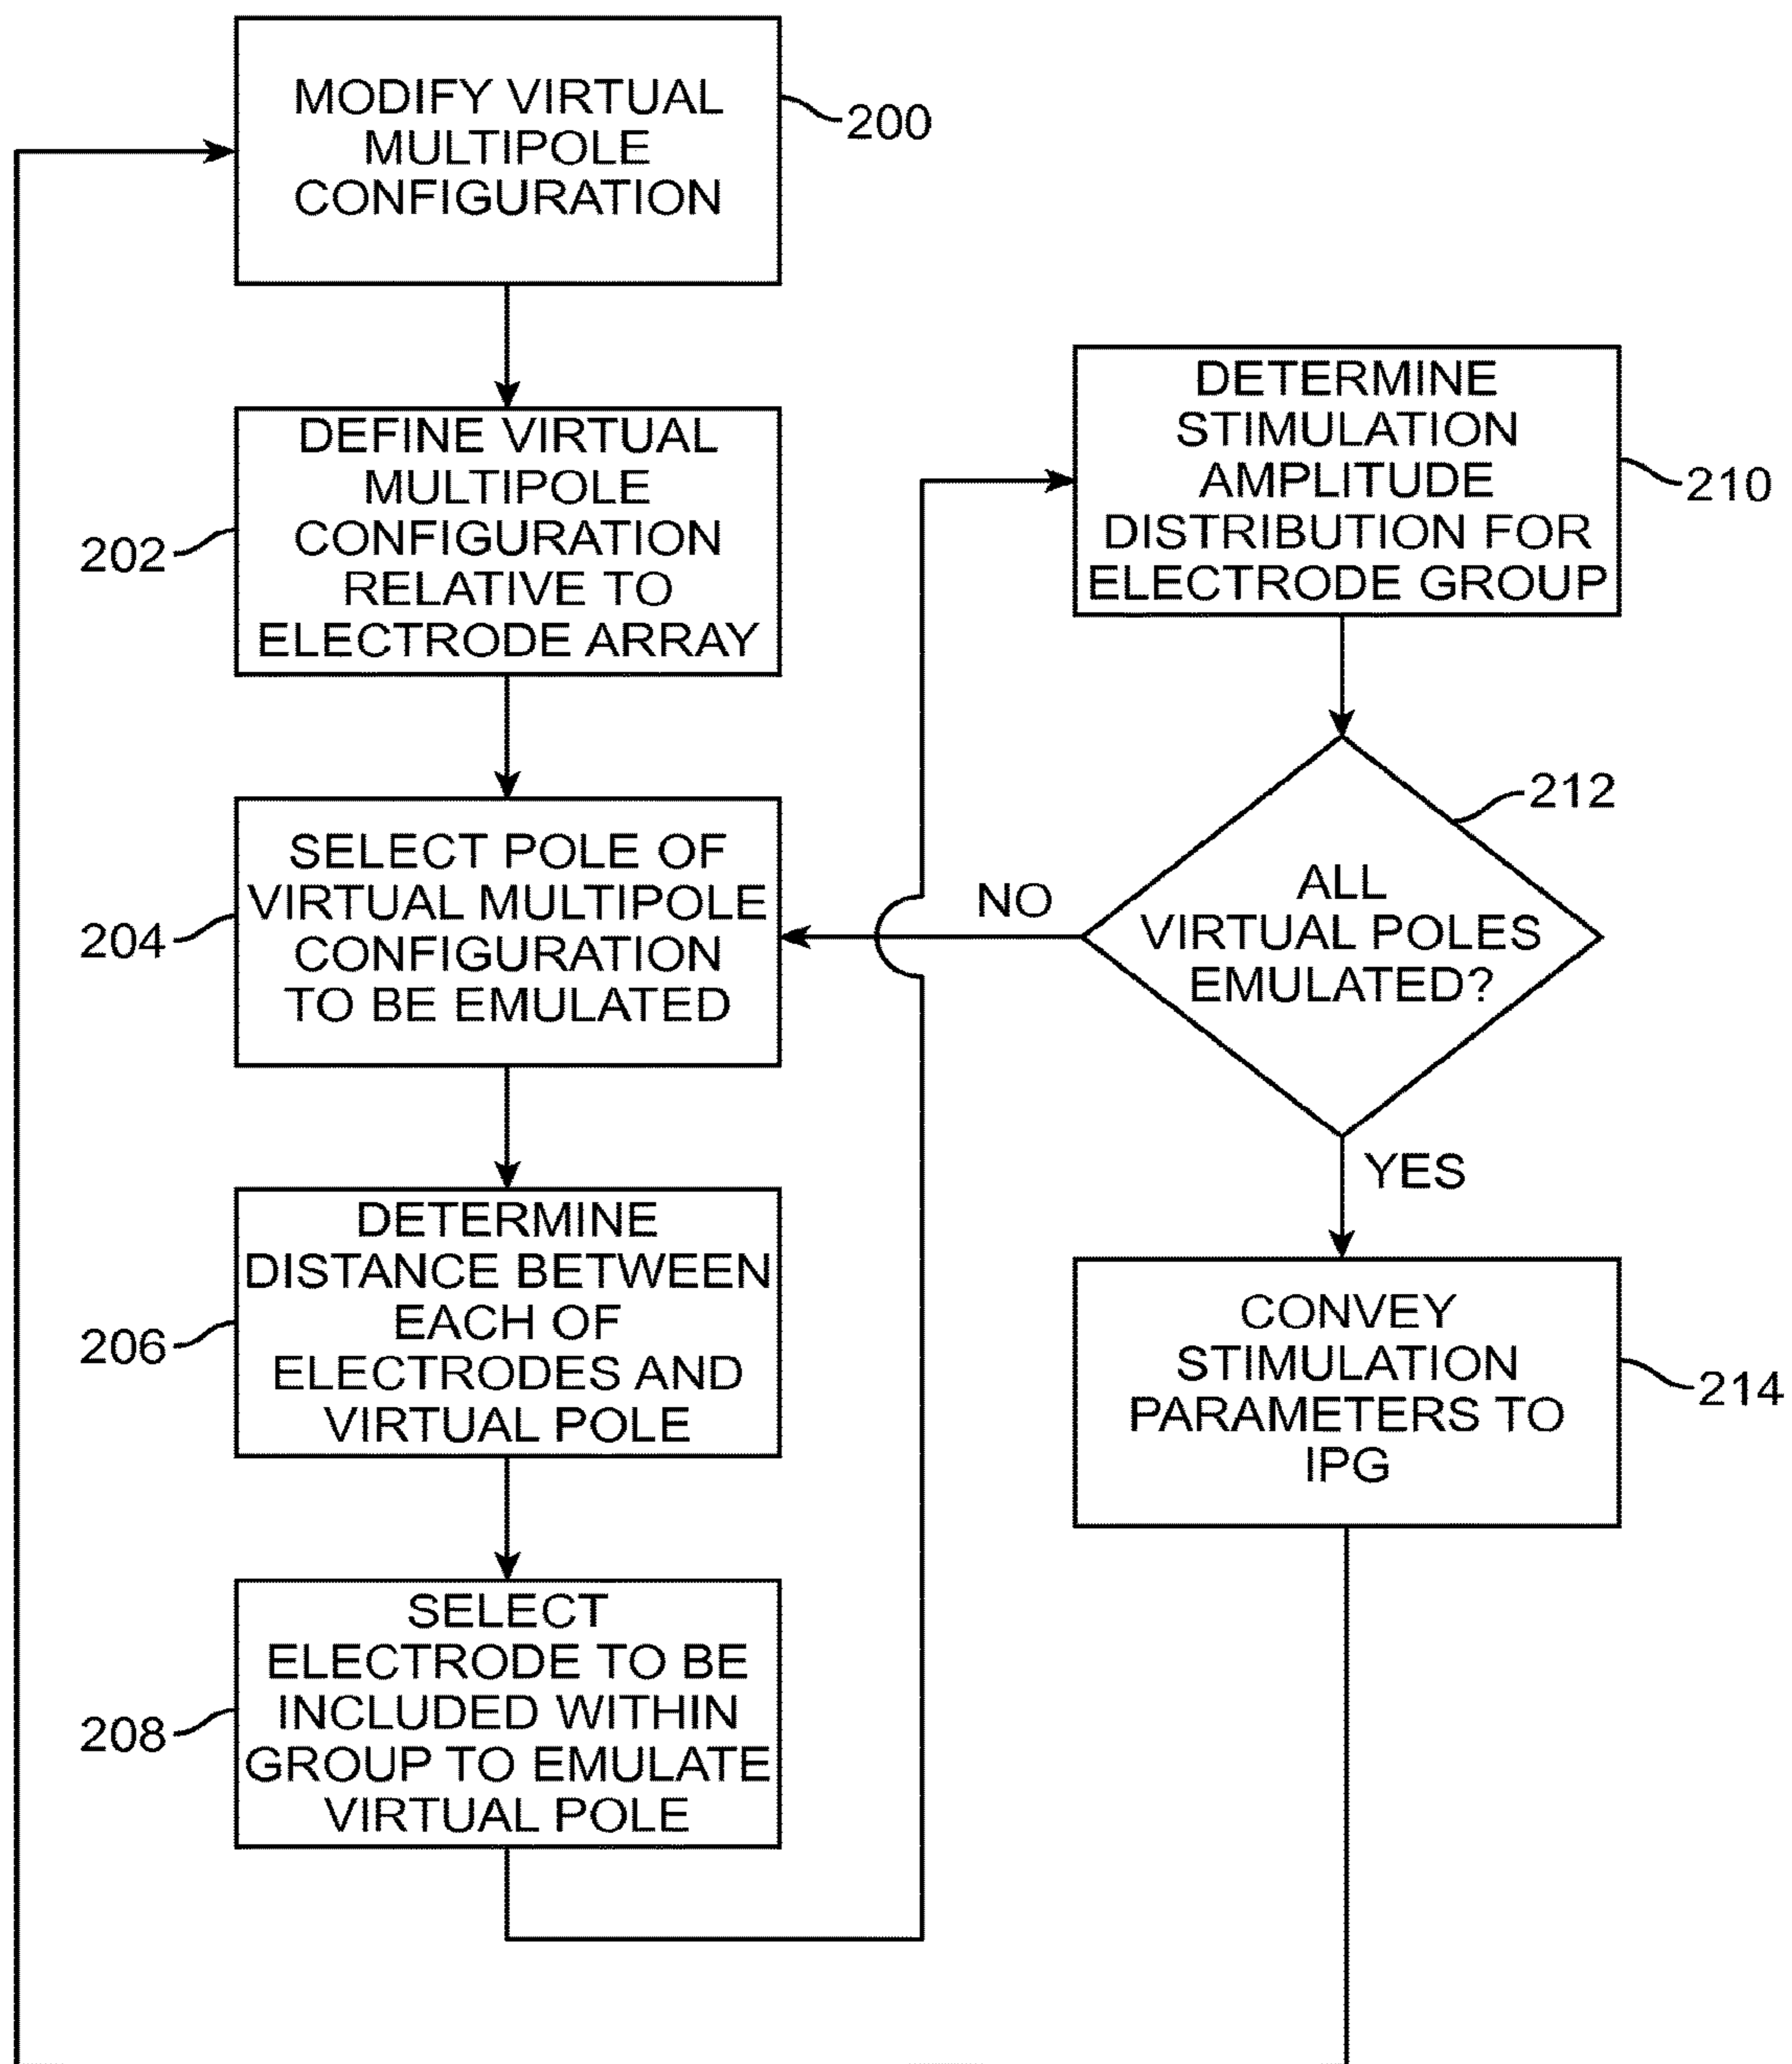 MODIFY VIRTUAL
MULTIPOLE
CONFIGURATION
200
DEFINE VIRTUAL
MULTIPOLE
CONFIGURATION
RELATIVE TO
ELECTRODE ARRAY
202
SELECT POLE OF
VIRTUAL MULTIPOLE
CONFIGURATION
TO BE EMULATED
204
DETERMINE
DISTANCE BETWEEN
EACH OF
ELECTRODES AND
VIRTUAL POLE
206
SELECT
ELECTRODE TO BE
INCLUDED WITHIN
GROUP TO EMULATE
VIRTUAL POLE
208
DETERMINE
STIMULATION
AMPLITUDE
DISTRIBUTION FOR
ELECTRODE GROUP
210
ALL
VIRTUAL POLES
EMULATED?
212
NO
YES
CONVEY
STIMULATION
PARAMETERS TO
IPG
214